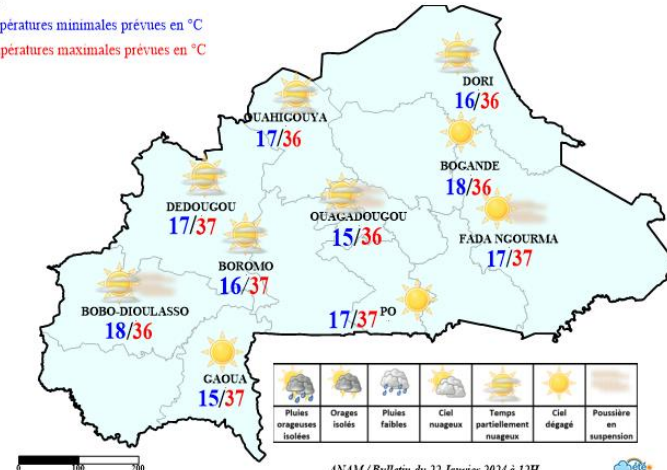 pératures minimales prévues en °C
pératures maximales prévues en °C
DORI
16/36
OUAHIGOUYA
17/36
BOGANDE
18/36
DEDOUGOU
17/37
OUAGADOUGOU
15/36
FADA NGOURMA
17/37
BOROMO
16/37
BOBO-DIOULASSO
18/36
17/37 PO
GAOUA
15/37
Pluies orageuses isolées
Orages isolés
Pluies faibles
Ciel nuageux
Temps partiellement nuageux
Ciel dégagé
Poussière en suspension
0 100 200
ANAM / Bulletin du 22 Janvier 2024 à 12H